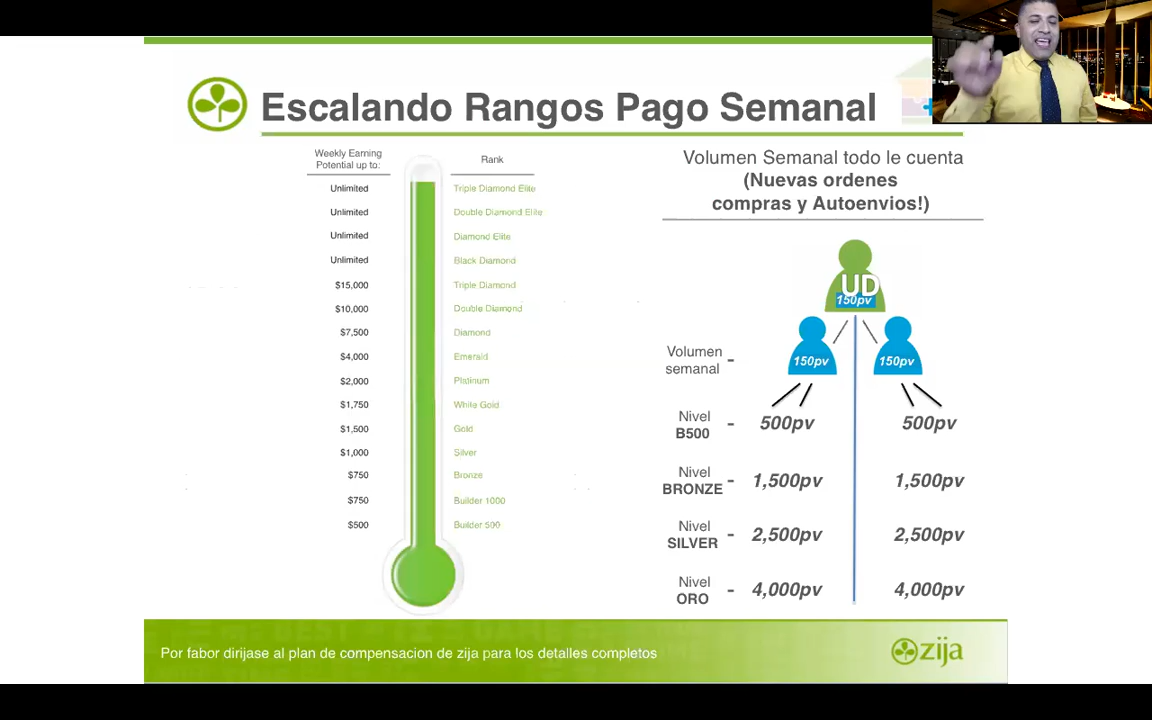 Escalando Rangos Pago Semanal
Weekly Earning
Potential up to:
Rank
Unlimited Triple Diamond Elite
Unlimited Double Diamond Elite
Unlimited Diamond Elite
Unlimited Black Diamond
$15,000 Triple Diamond
$10,000 Double Diamond
$7,500 Diamond
$4,000 Emerald
$2,000 Platinum
$1,750 White Gold
$1,500 Gold
$1,000 Silver
$750 Bronze
$750 Builder 1000
$500 Builder 500
Volumen Semanal todo le cuenta
(Nuevas ordenes
compras y Autoenvios!)
UD
150pv
150pv 150pv
Volumen
semanal -
Nivel
B500 - 500pv 500pv
Nivel
BRONZE - 1,500pv 1,500pv
Nivel
SILVER - 2,500pv 2,500pv
Nivel
ORO - 4,000pv 4,000pv
Por fabor dirijase al plan de compensacion de zija para los detalles completos
zija